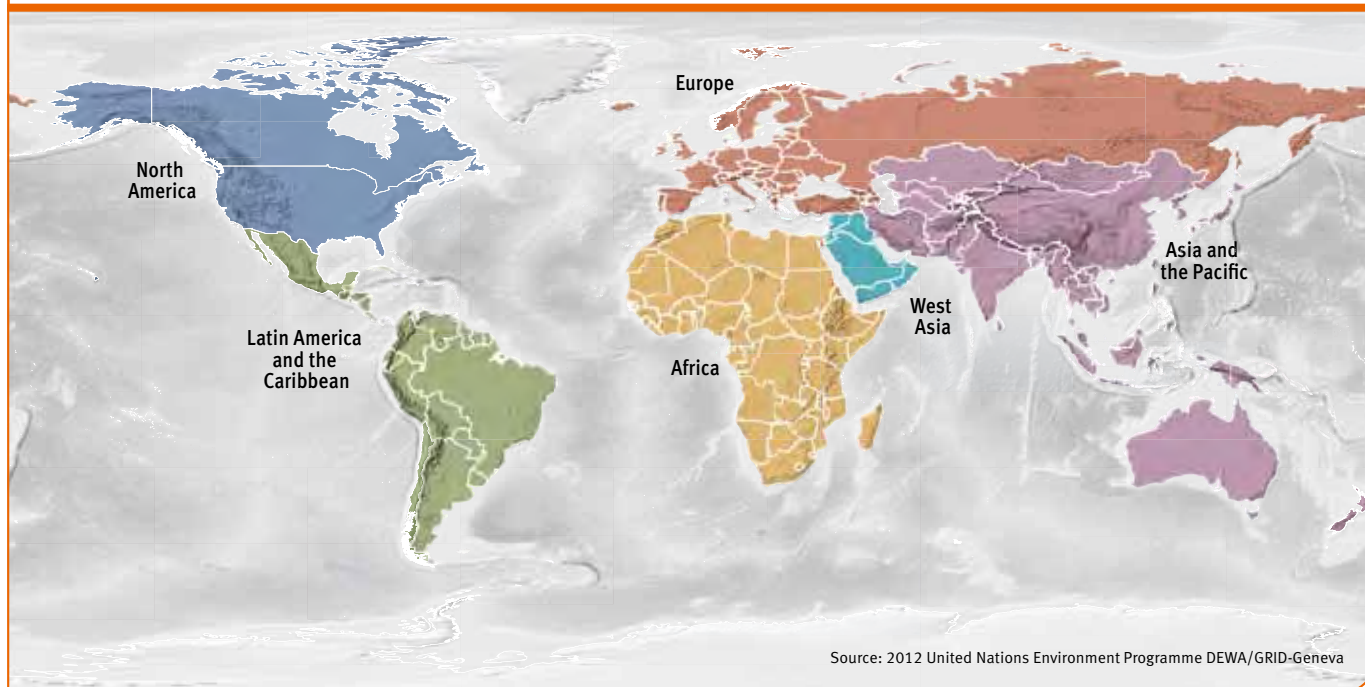 Europe
North
America
Asia and
the Pacific
West
Asia
Latin America
and the
Caribbean
Africa
Source: 2012 United Nations Environment Programme DEWA/GRID-Geneva